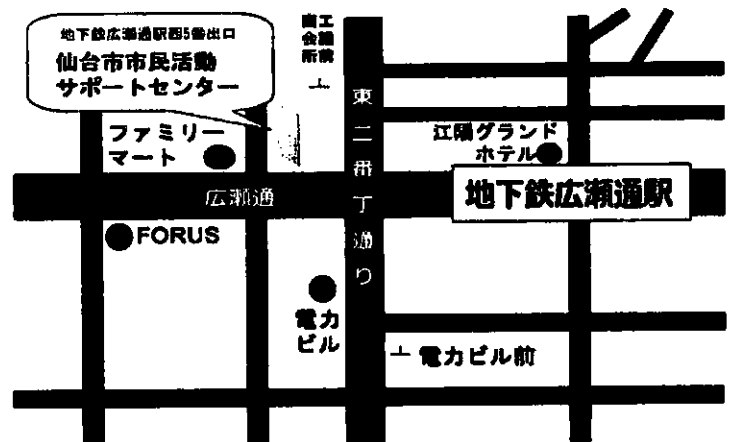 地下鉄広瀬通駅西5番出口
仙台市市民活動
サポートセンター
商工会議所前
ファミリー
マート
東二番丁通り
江陽グランド
ホテル
地下鉄広瀬通駅
広瀬通
FORUS
電力
ビル
電力ビル前